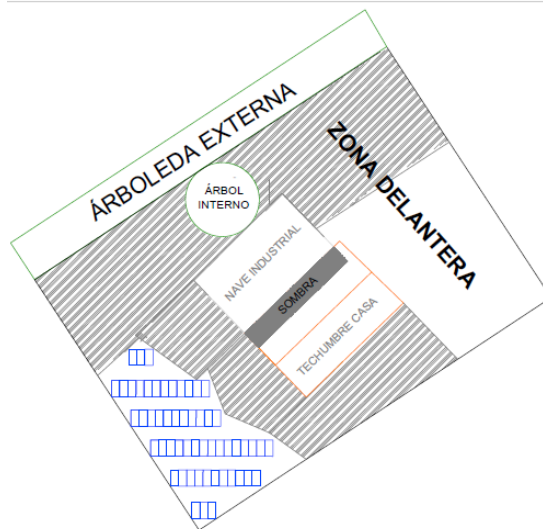 ÁRBOLEDA EXTERNA
ZONA DELANTERA
ÁRBOL
INTERNO
NAVE INDUSTRIAL
SOMBRA
TECHUMBRE CASA